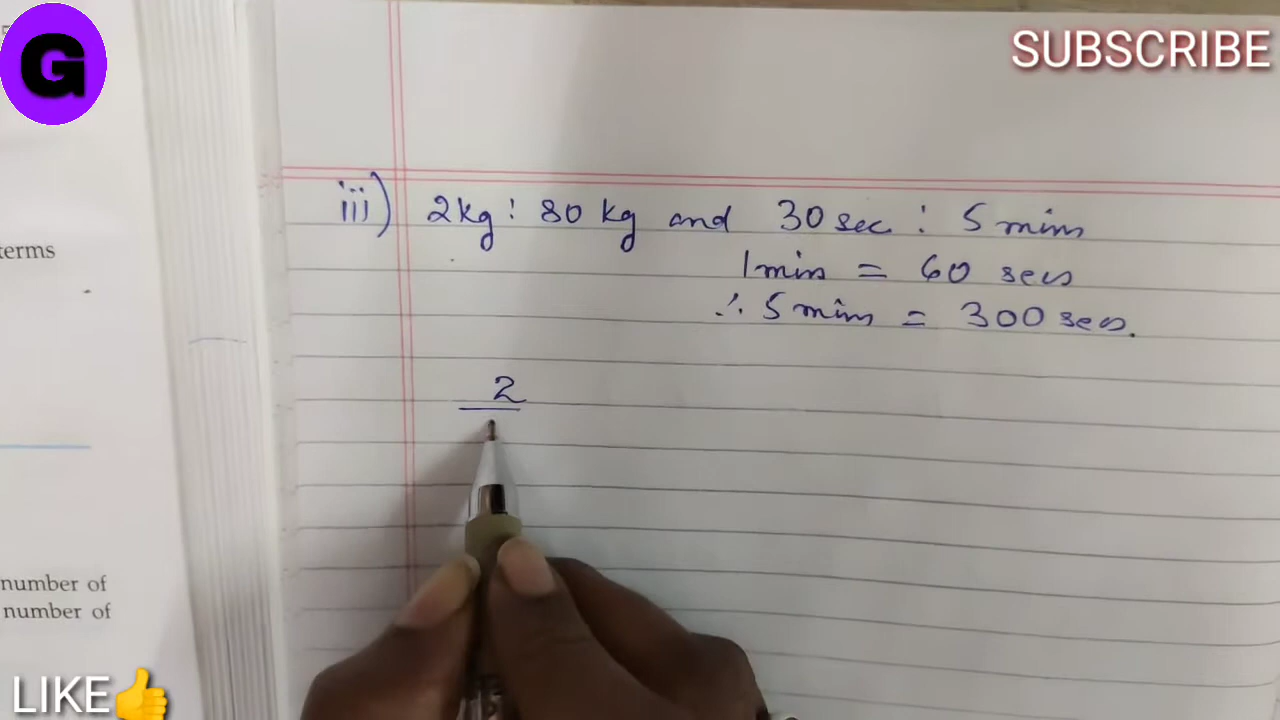 G
SUBSCRIBE
iii) 2kg : 80 kg and 30 sec : 5 mins
1 min = 60 secs
∴ 5 mins = 300 secs.
terms
2
number of
number of
LIKE👍